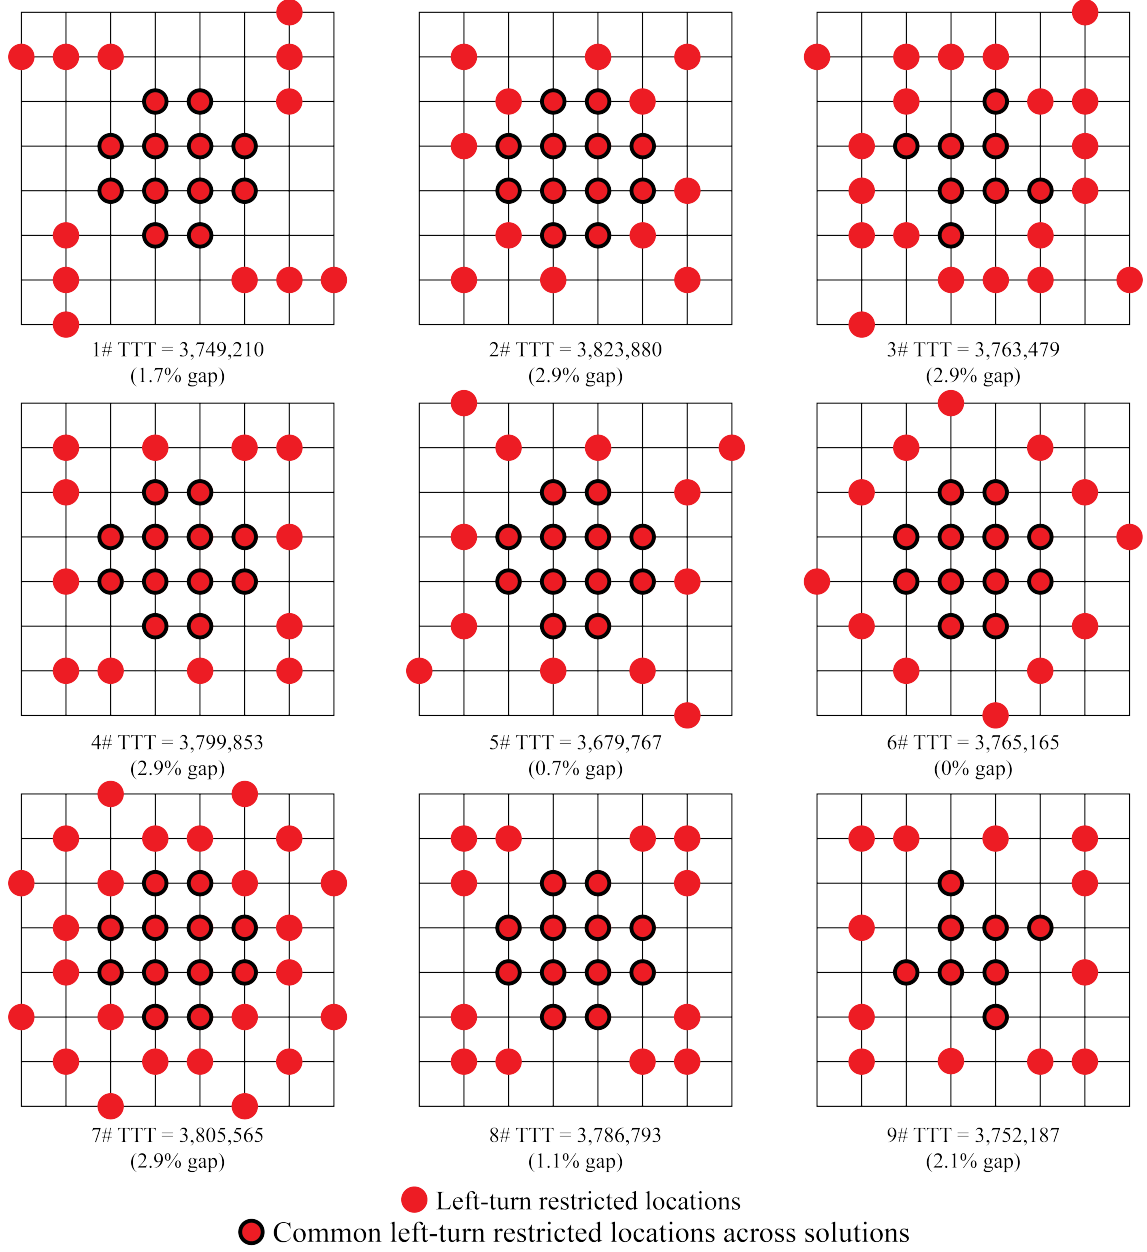 1# TTT = 3,749,210
(1.7% gap)
2# TTT = 3,823,880
(2.9% gap)
3# TTT = 3,763,479
(2.9% gap)
4# TTT = 3,799,853
(2.9% gap)
5# TTT = 3,679,767
(0.7% gap)
6# TTT = 3,765,165
(0% gap)
7# TTT = 3,805,565
(2.9% gap)
8# TTT = 3,786,793
(1.1% gap)
9# TTT = 3,752,187
(2.1% gap)
Left-turn restricted locations
Common left-turn restricted locations across solutions